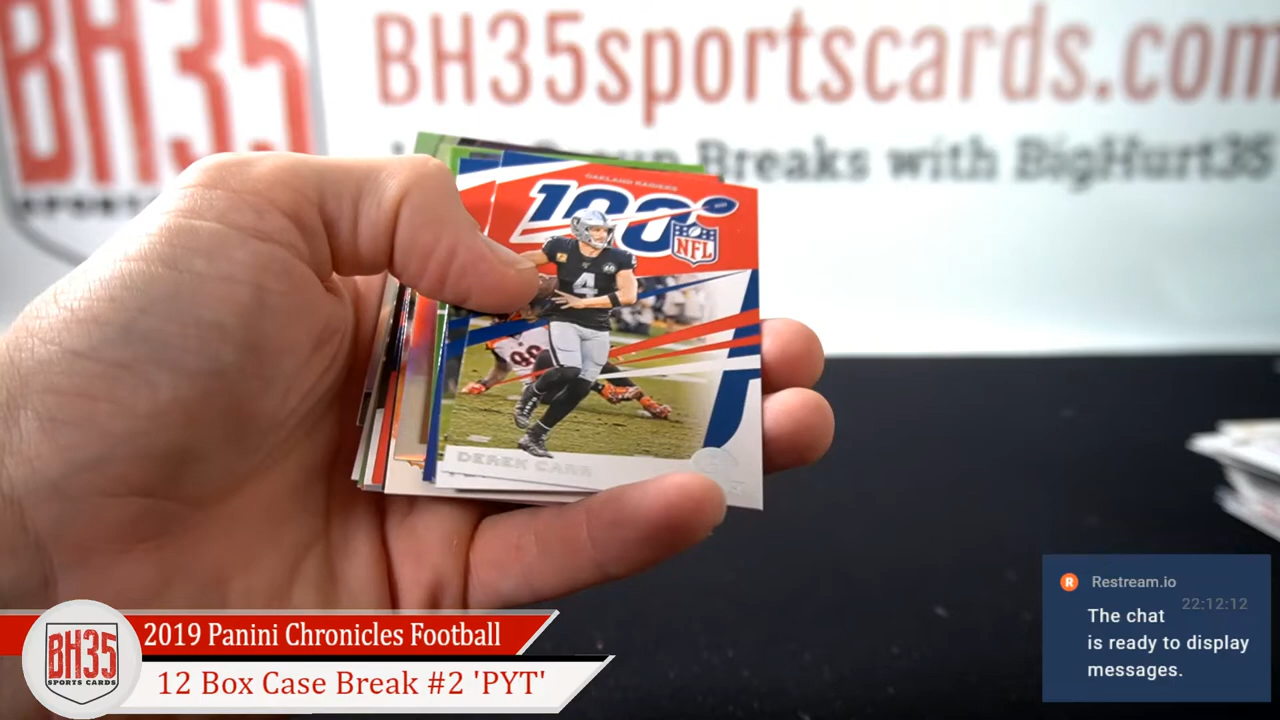 BH35
SPORTS
BH35sportscards.com
Group Breaks with BigHurt35
OAKLAND RAIDERS
100
NFL
4
DEREK CARR
R Restream.io
22:12:12
The chat
is ready to display
messages.
BH35
SPORTS CARDS
2019 Panini Chronicles Football
12 Box Case Break #2 'PYT'